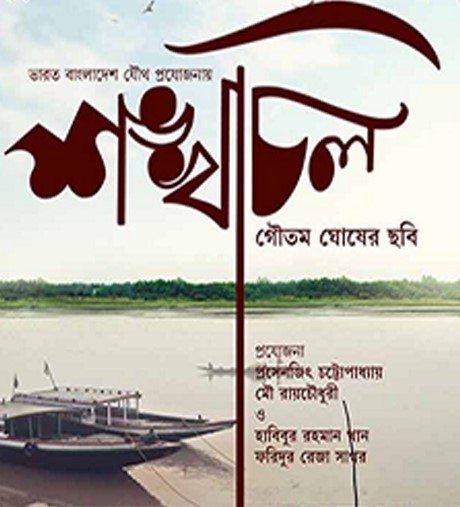 ভারত বাংলাদেশ যৌথ প্রযোজনায়
শঙ্খচিল
গৌতম ঘোষের ছবি
প্রযোজনা
প্রসেনজিৎ চট্টোপাধ্যায়
মৌ রায়চৌধুরী
ও
হাবিবুর রহমান খান
ফরিদুর রেজা সাগর